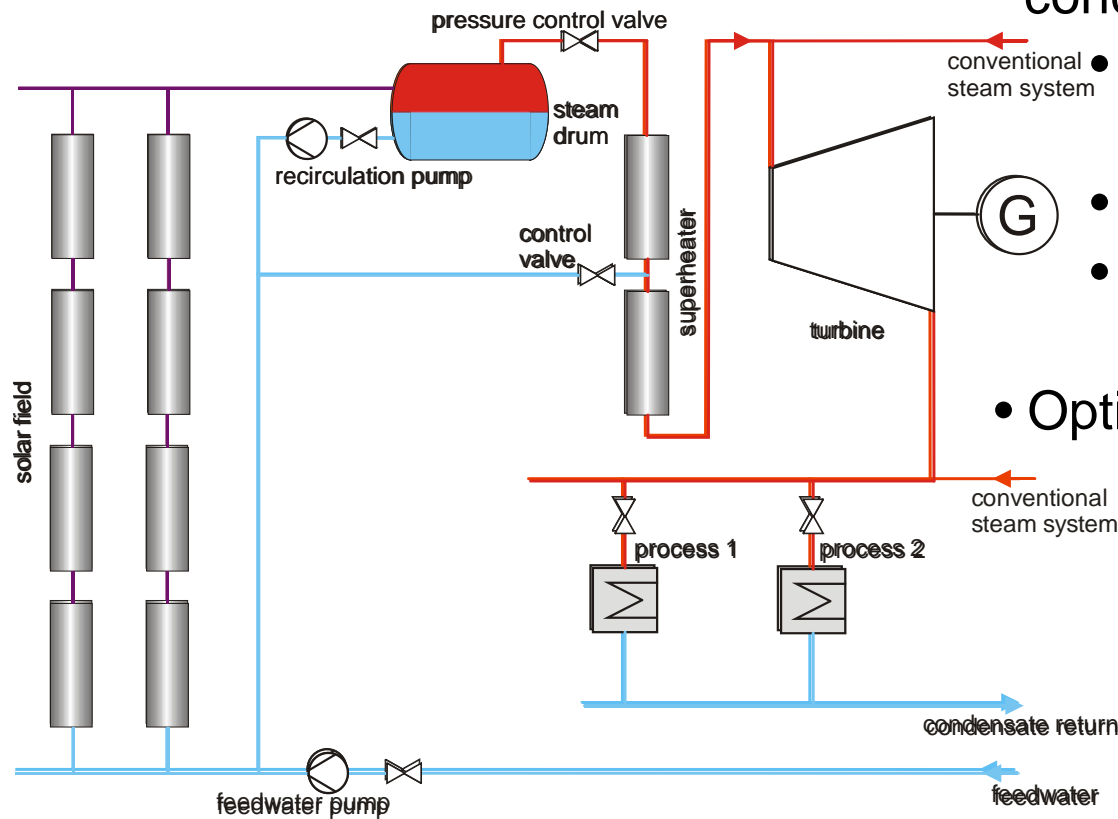 pressure control valve
conventional
steam system
steam
drum
recirculation pump
control
valve
superheater
G
turbine
solar field
• Opti
conventional
steam system
process 1
process 2
condensate return
feedwater pump
feedwater